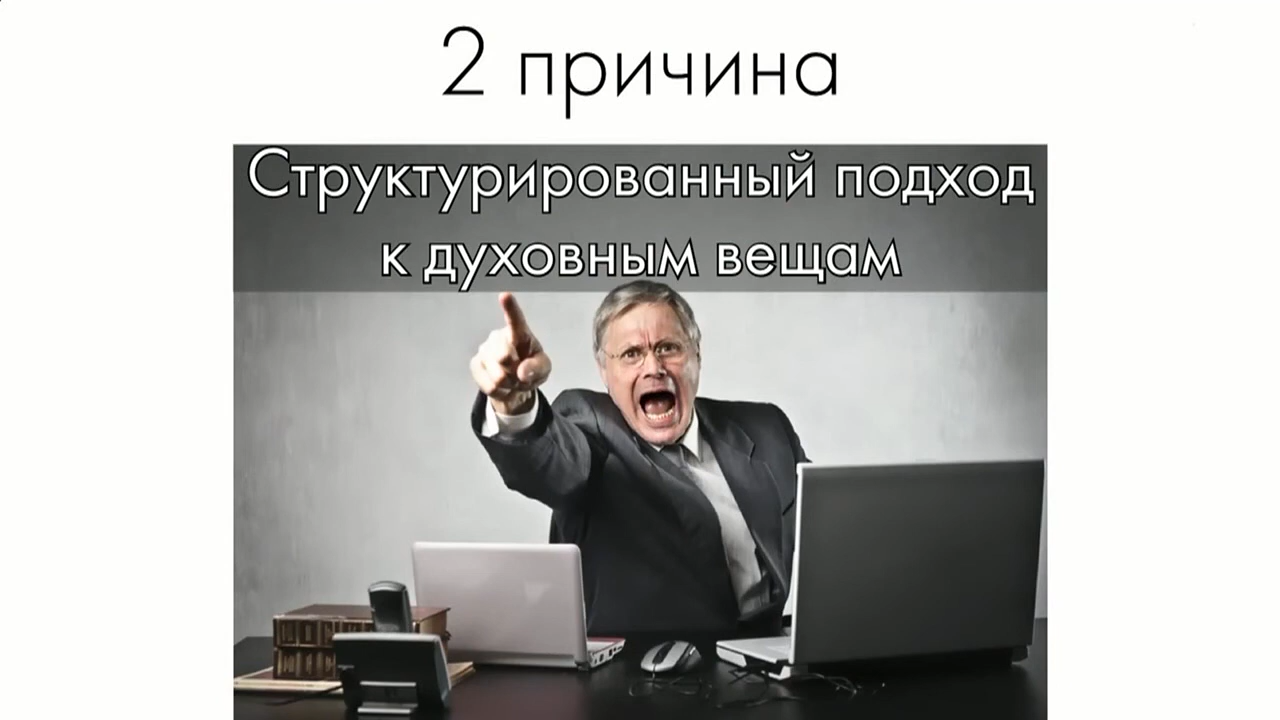 2 причина
Структурированный подход
к духовным вещам